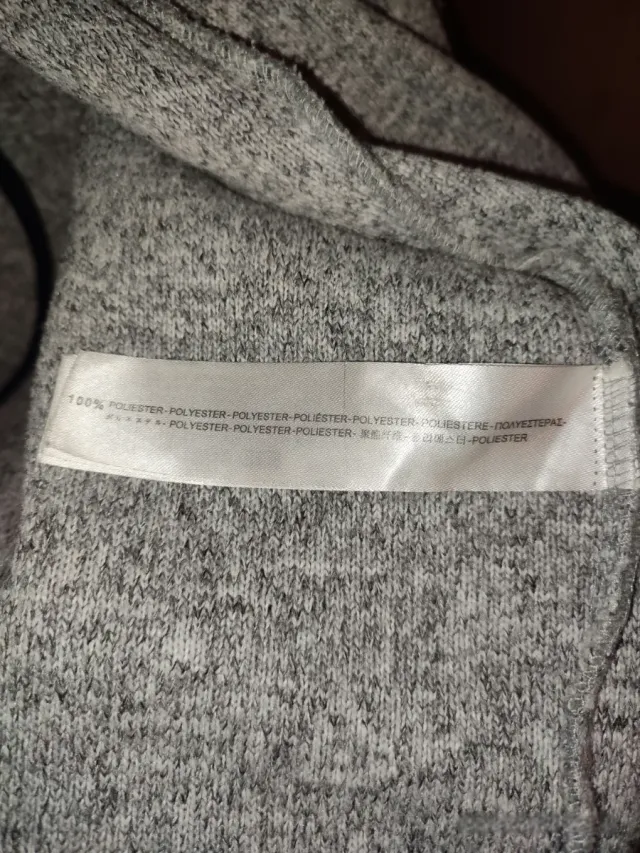 100% POLIESTER-POLYESTER-POLYESTER-POLIÉSTER-POLYESTER-POLIESTERE-ΠΟΛΥΕΣΤΕΡΑΣ-
ポリエステル-POLYESTER-POLYESTER-POLIESTER-聚酯纤维-폴리에스터-POLIESTER